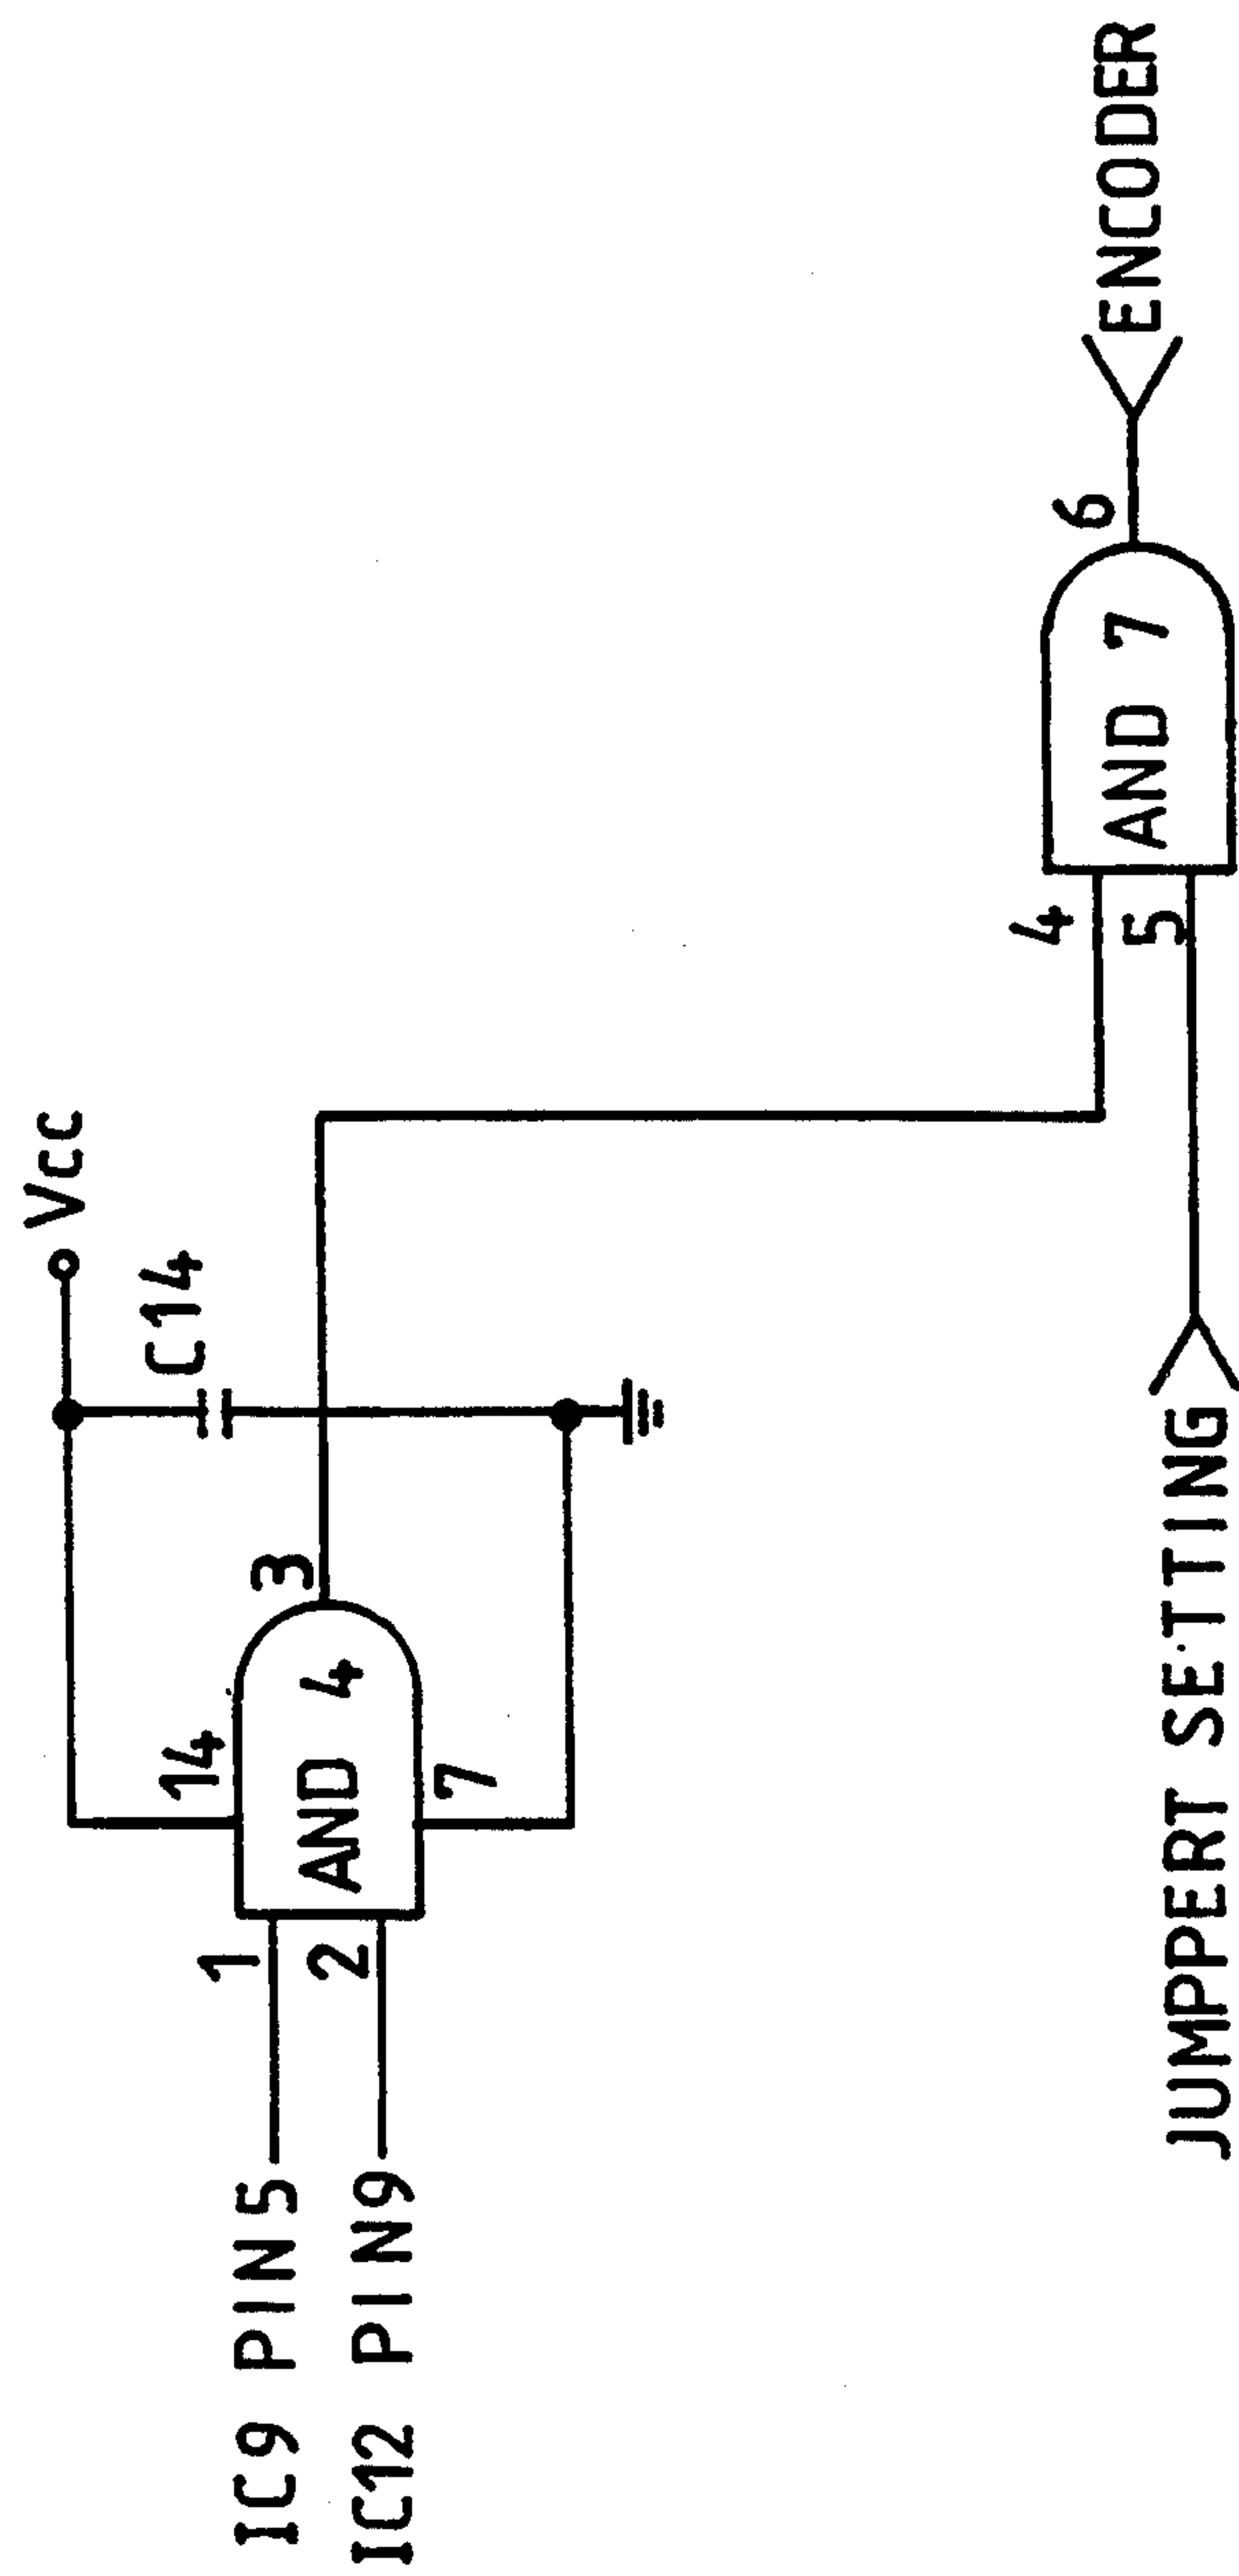 Vcc
C14
14
3
1
AND 4
2
7
IC9 PIN5
IC12 PIN9
4
5
AND 7
6
ENCODER
JUMPPERT SETTING